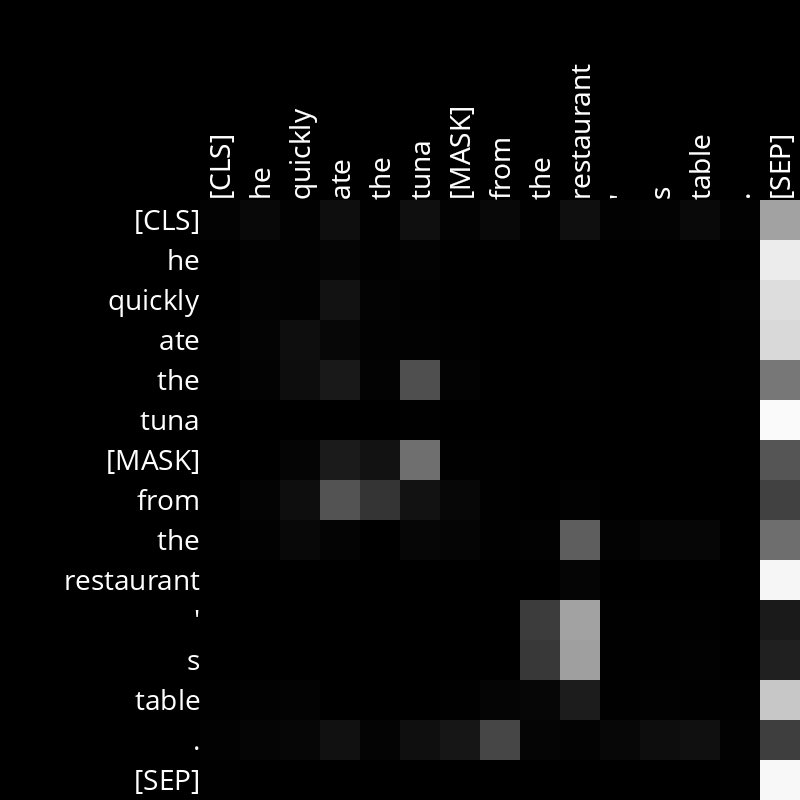 [CLS] he quickly ate the tuna [MASK] from the restaurant ' s table . [SEP]
[CLS]
he
quickly
ate
the
tuna
[MASK]
from
the
restaurant
'
s
table
.
[SEP]